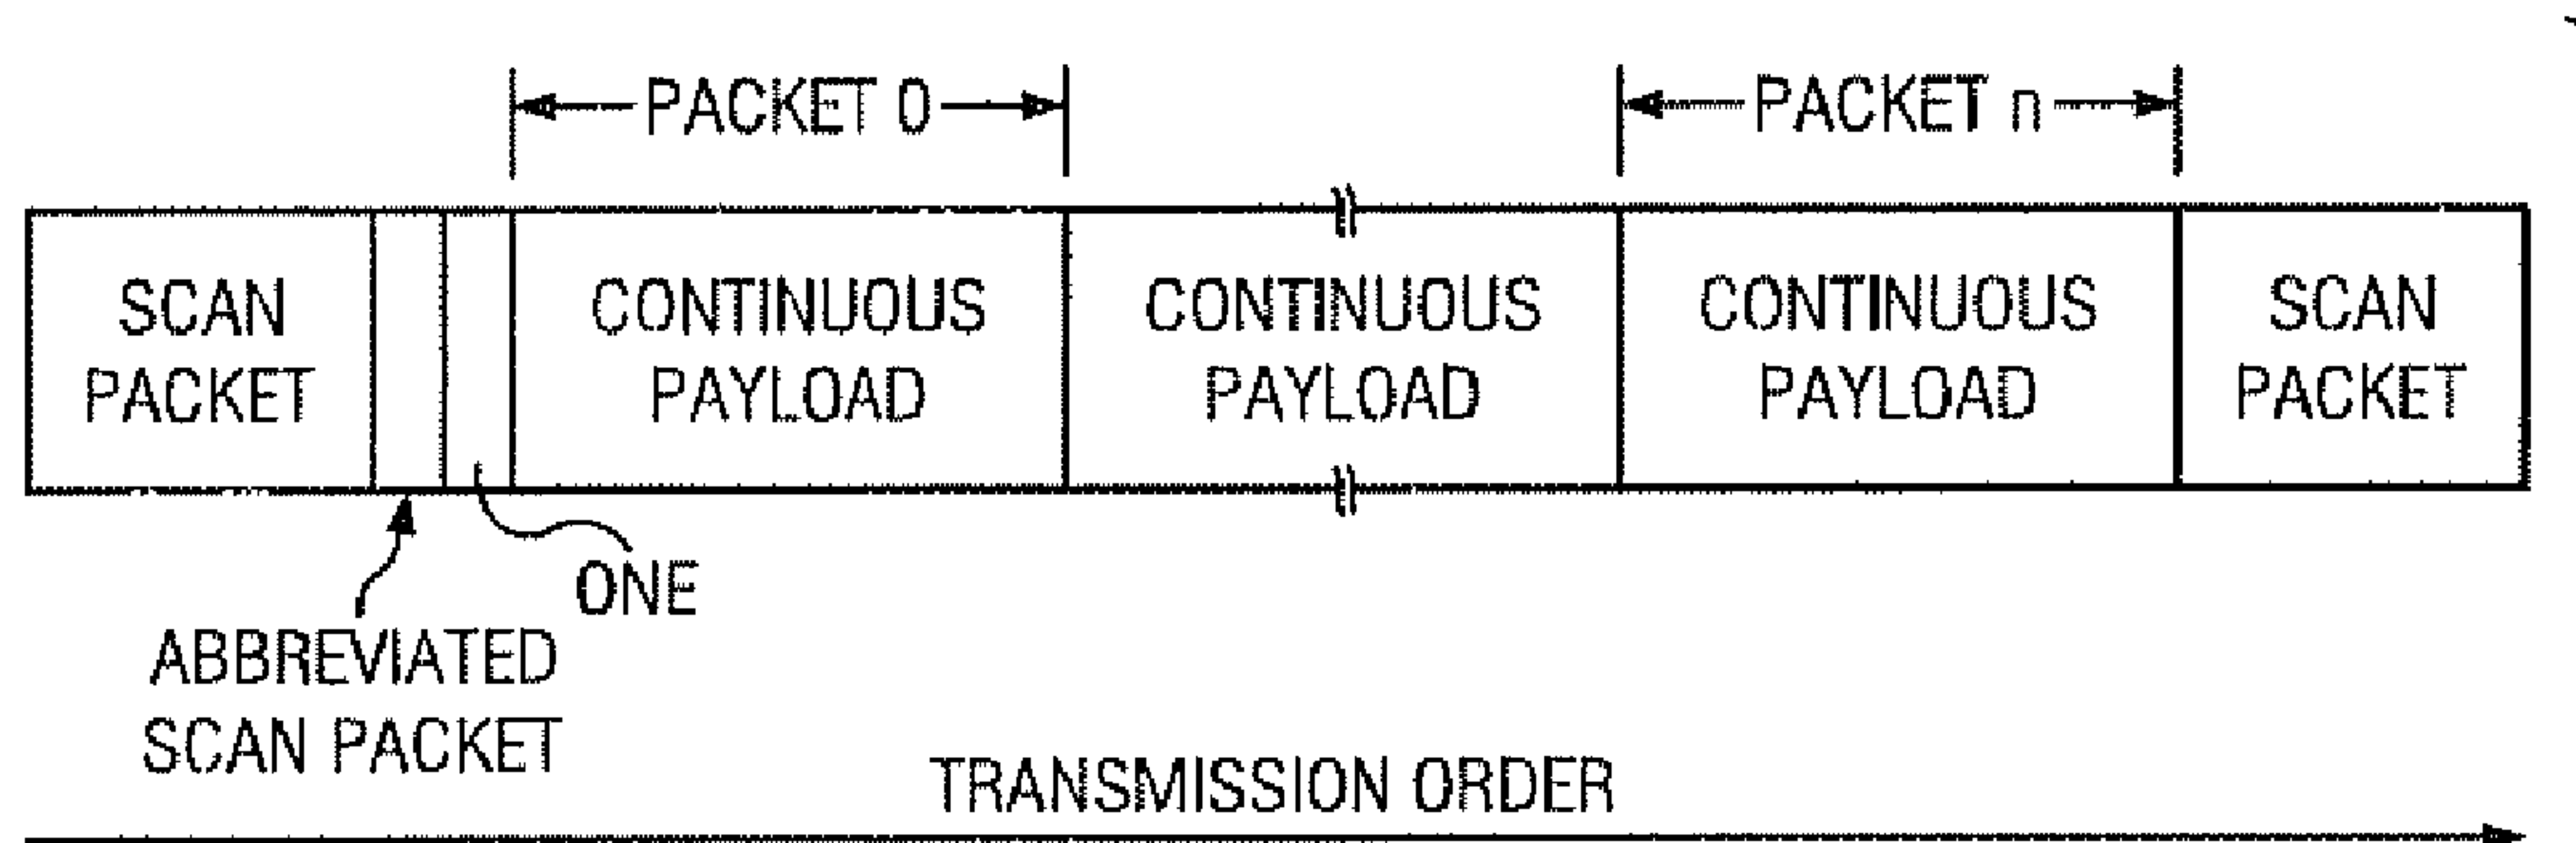 PACKET 0
PACKET n
SCAN
PACKET
CONTINUOUS
PAYLOAD
CONTINUOUS
PAYLOAD
CONTINUOUS
PAYLOAD
SCAN
PACKET
ONE
ABBREVIATED
SCAN PACKET
TRANSMISSION ORDER